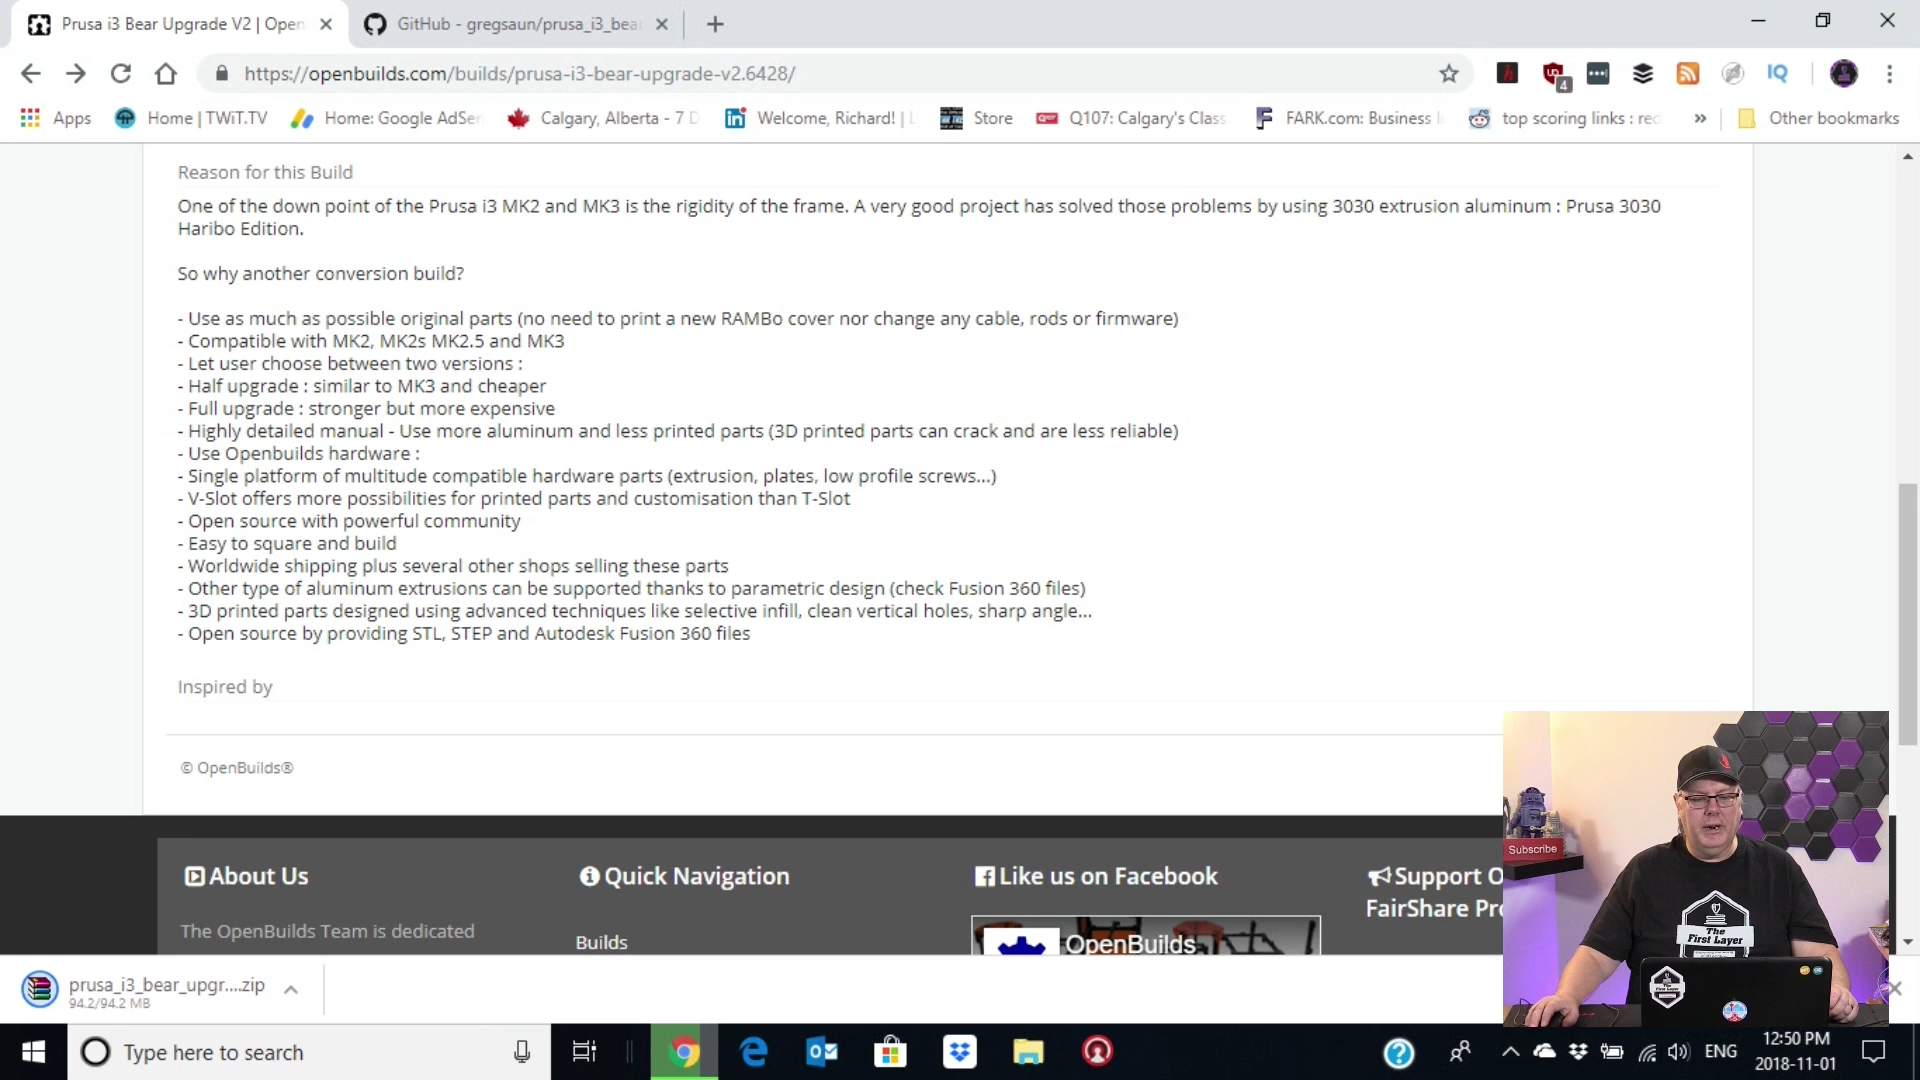 Prusa i3 Bear Upgrade V2 | Open
GitHub - gregsaun/prusa_i3_bea
https://openbuilds.com/builds/prusa-i3-bear-upgrade-v2.6428/
4
IQ
Apps
Home | TWiT.TV
Home: Google AdSen
Calgary, Alberta - 7 D
Welcome, Richard! | L
Store
Q107: Calgary's Class
FARK.com: Business li
top scoring links : red
»
Other bookmarks
Reason for this Build
One of the down point of the Prusa i3 MK2 and MK3 is the rigidity of the frame. A very good project has solved those problems by using 3030 extrusion aluminum : Prusa 3030
Haribo Edition.
So why another conversion build?
- Use as much as possible original parts (no need to print a new RAMBo cover nor change any cable, rods or firmware)
- Compatible with MK2, MK2s MK2.5 and MK3
- Let user choose between two versions :
- Half upgrade : similar to MK3 and cheaper
- Full upgrade : stronger but more expensive
- Highly detailed manual - Use more aluminum and less printed parts (3D printed parts can crack and are less reliable)
- Use Openbuilds hardware :
- Single platform of multitude compatible hardware parts (extrusion, plates, low profile screws...)
- V-Slot offers more possibilities for printed parts and customisation than T-Slot
- Open source with powerful community
- Easy to square and build
- Worldwide shipping plus several other shops selling these parts
- Other type of aluminum extrusions can be supported thanks to parametric design (check Fusion 360 files)
- 3D printed parts designed using advanced techniques like selective infill, clean vertical holes, sharp angle...
- Open source by providing STL, STEP and Autodesk Fusion 360 files
Inspired by
© OpenBuilds®
Subscribe
About Us
Quick Navigation
Like us on Facebook
Support O
FairShare Pro
The OpenBuilds Team is dedicated
Builds
OpenBuilds
The
First Layer
The
First Layer
prusa_i3_bear_upgr....zip
94.2/94.2 MB
Type here to search
ENG
12:50 PM
2018-11-01